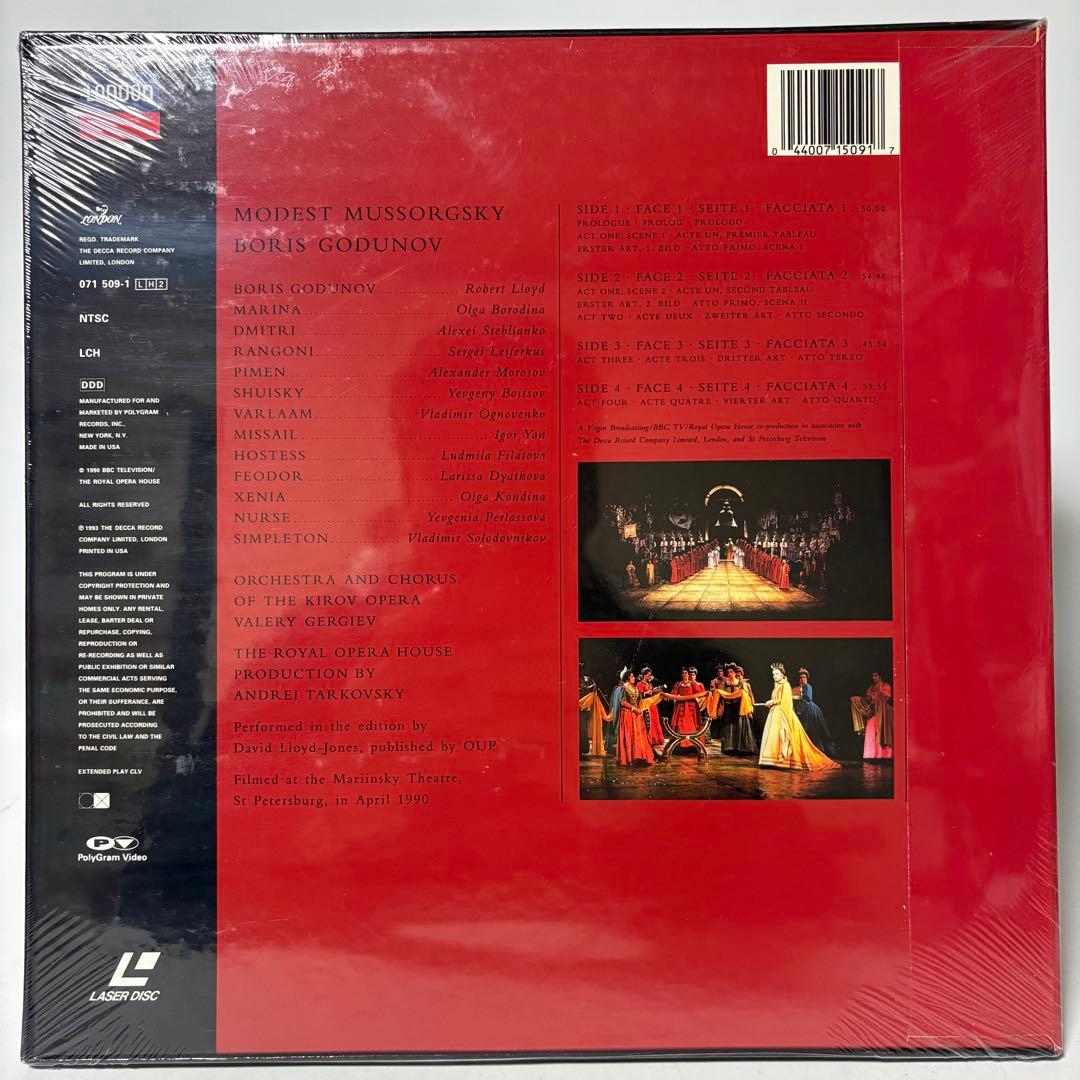 LONDON
LONDON
REGD. TRADEMARK
THE DECCA RECORD COMPANY
LIMITED, LONDON
071 509-1 LH2
NTSC
LCH
DDD
MANUFACTURED FOR AND
MARKETED BY POLYGRAM
RECORDS, INC.,
NEW YORK, N.Y.
MADE IN USA
© 1990 BBC TELEVISION/
THE ROYAL OPERA HOUSE
ALL RIGHTS RESERVED
℗ 1993 THE DECCA RECORD
COMPANY LIMITED, LONDON
PRINTED IN USA
THIS PROGRAM IS UNDER
COPYRIGHT PROTECTION AND
MAY BE SHOWN IN PRIVATE
HOMES ONLY. ANY RENTAL,
LEASE, BARTER DEAL OR
REPURCHASE, COPYING,
REPRODUCTION OR
RE-RECORDING AS WELL AS
PUBLIC EXHIBITION OR SIMILAR
COMMERCIAL ACTS SERVING
THE SAME ECONOMIC PURPOSE,
OR THEIR SUFFERANCE, ARE
PROHIBITED AND WILL BE
PROSECUTED ACCORDING
TO THE CIVIL LAW AND THE
PENAL CODE
EXTENDED PLAY CLV
PolyGram Video
LASER DISC
MODEST MUSSORGSKY
BORIS GODUNOV
BORIS GODUNOV Robert Lloyd
MARINA Olga Borodina
DMITRI Alexei Steblianko
RANGONI Sergei Leiferkus
PIMEN Alexander Morosov
SHUISKY Yevgeny Boitsov
VARLAAM Vladimir Ognovenko
MISSAIL Igor Yan
HOSTESS Ludmila Filatova
FEODOR Larissa Dyatkova
XENIA Olga Kondina
NURSE Yevgenia Perlassova
SIMPLETON Vladimir Solodovnikov
ORCHESTRA AND CHORUS
OF THE KIROV OPERA
VALERY GERGIEV
THE ROYAL OPERA HOUSE
PRODUCTION BY
ANDREI TARKOVSKY
Performed in the edition by
David Lloyd-Jones, published by OUP
Filmed at the Mariinsky Theatre,
St Petersburg, in April 1990
0 44007 15091 7
SIDE 1 · FACE 1 · SEITE 1 · FACCIATA 1 ..50.00
PROLOGUE · PROLOG · PROLOGO
ACT ONE, SCENE 1 · ACTE UN, PREMIER TABLEAU
ERSTER AKT, 1. BILD · ATTO PRIMO, SCENA I
SIDE 2 · FACE 2 · SEITE 2 · FACCIATA 2 ..54.46
ACT ONE, SCENE 2 · ACTE UN, SECOND TABLEAU
ERSTER AKT, 2. BILD · ATTO PRIMO, SCENA II
ACT TWO · ACTE DEUX · ZWEITER AKT · ATTO SECONDO
SIDE 3 · FACE 3 · SEITE 3 · FACCIATA 3 ..45.34
ACT THREE · ACTE TROIS · DRITTER AKT · ATTO TERZO
SIDE 4 · FACE 4 · SEITE 4 · FACCIATA 4 ..59.55
ACT FOUR · ACTE QUATRE · VIERTER AKT · ATTO QUARTO
A Virgin Broadcasting/BBC TV/Royal Opera House co-production in association with
The Decca Record Company Limited, London, and St Petersburg Television